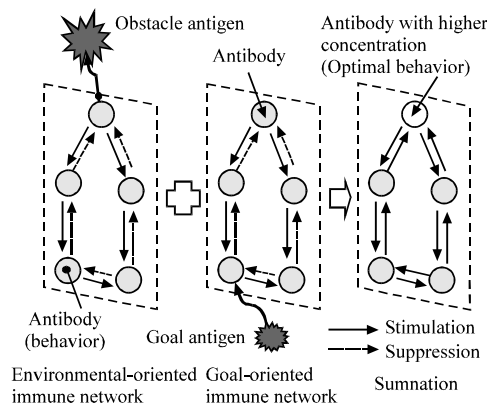 Obstacle antigen
Antibody
Antibody with higher
concentration
(Optimal behavior)
Antibody
(behavior)
Goal antigen
Stimulation
Suppression
Environmental-oriented
immune network
Goal-oriented
immune network
Sumnation